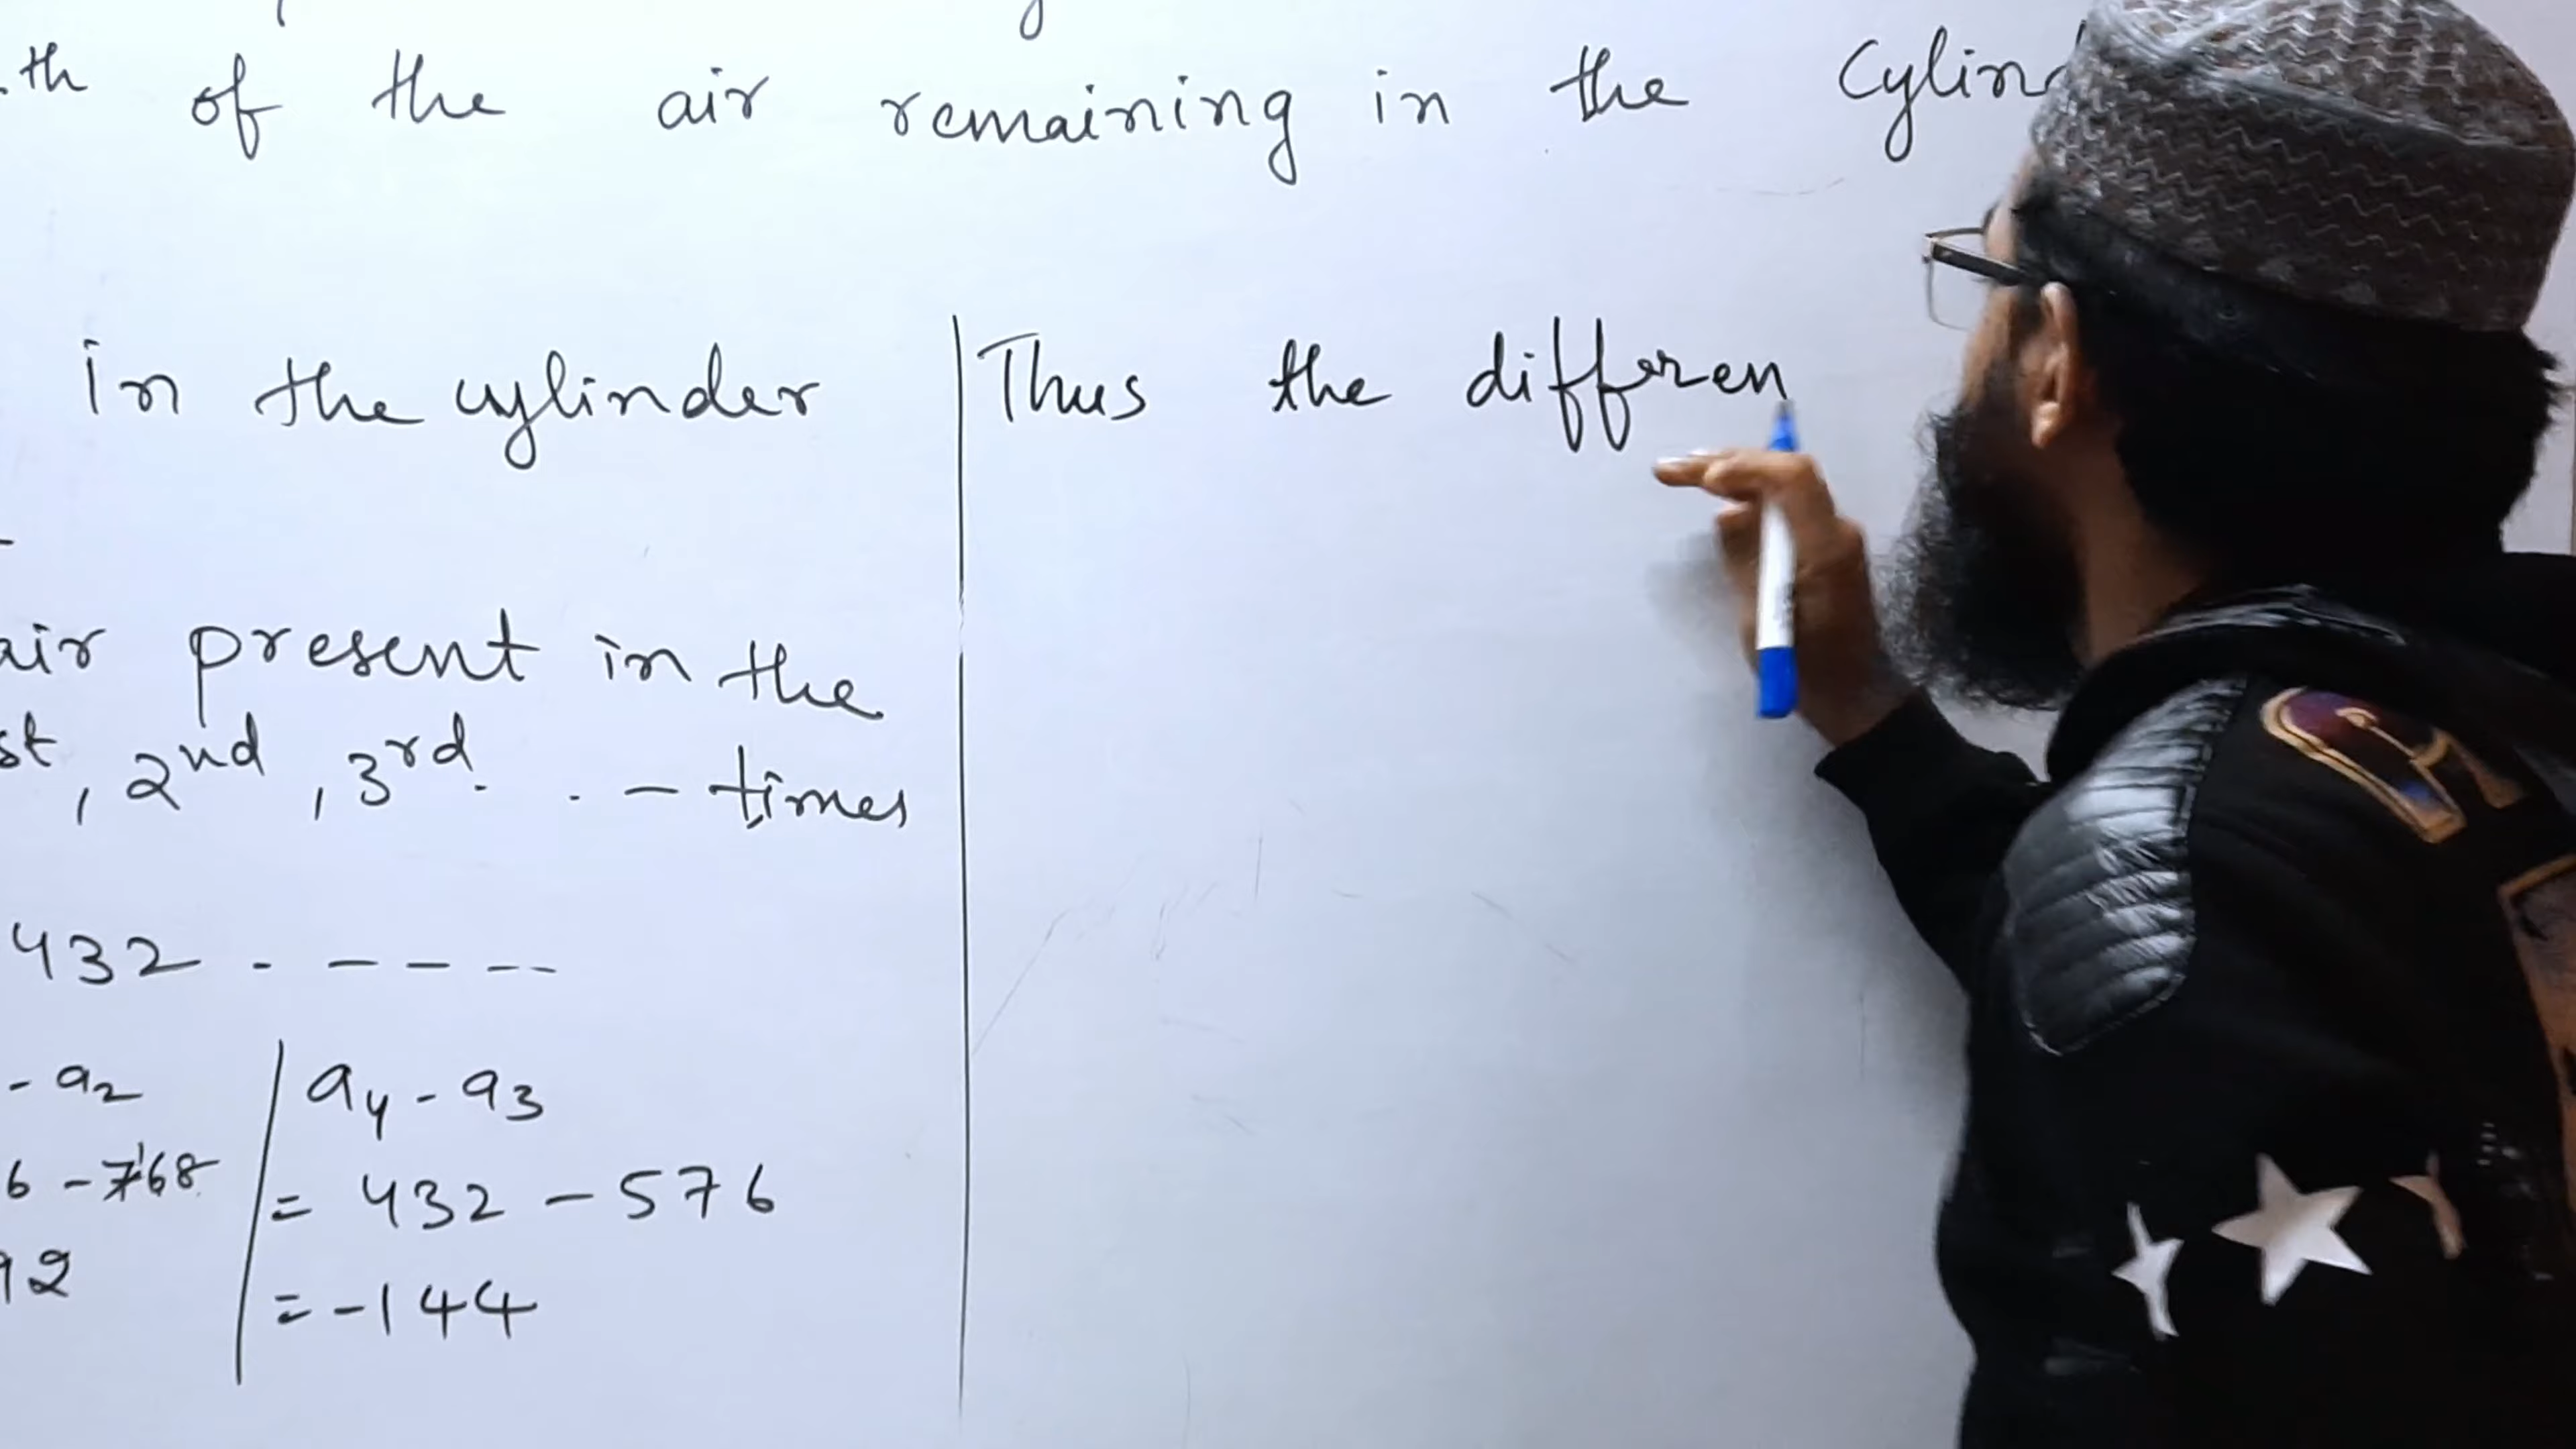 th of the air remaining in the Cylin
in the cylinder
air present in the
st, 2nd, 3rd. . - times
432 . - - - -
- a2
6 - 768
92
a4 - a3
= 432 - 576
= -144
Thus the differen